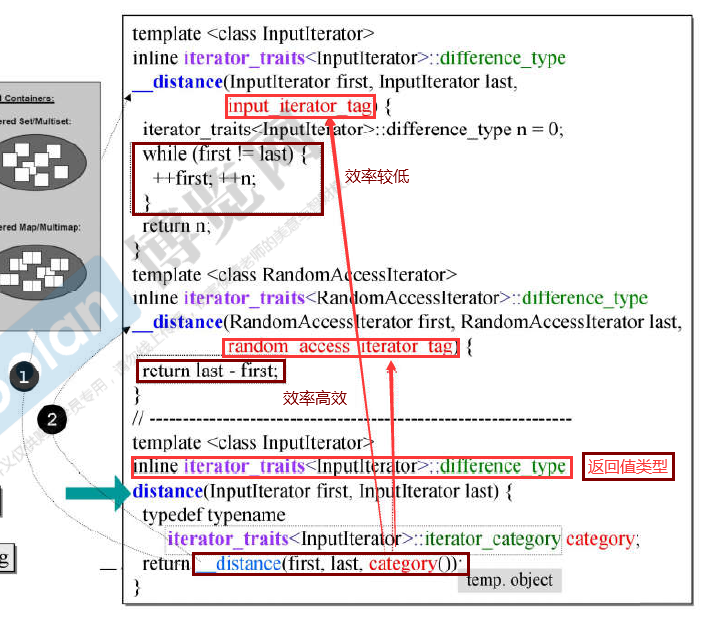 template <class InputIterator>
inline iterator_traits<InputIterator>::difference_type
__distance(InputIterator first, InputIterator last,
input_iterator_tag) {
iterator_traits<InputIterator>::difference_type n = 0;
while (first != last) {
++first; ++n;
}
return n;
}
效率较低
template <class RandomAccessIterator>
inline iterator_traits<RandomAccessIterator>::difference_type
__distance(RandomAccessIterator first, RandomAccessIterator last,
random_access_iterator_tag) {
return last - first;
}
效率高效
// ----------------------------------------------------------------
template <class InputIterator>
inline iterator_traits<InputIterator>::difference_type
返回值类型
distance(InputIterator first, InputIterator last) {
typedef typename
iterator_traits<InputIterator>::iterator_category category;
return __distance(first, last, category());
}
temp. object
Containers:
ered Set/Multiset:
ered Map/Multimap:
1
2
g
博览网